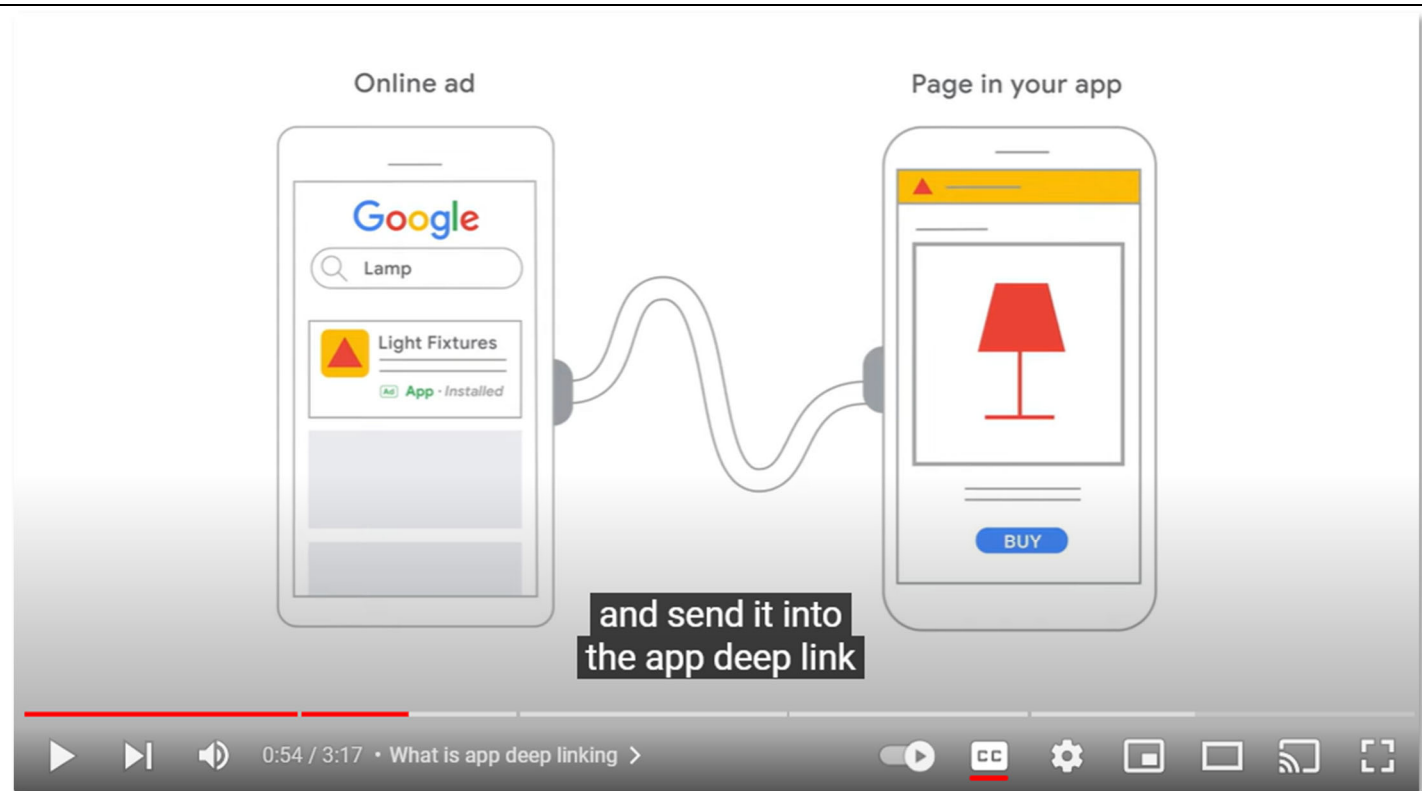 Online ad
Page in your app
Google
Lamp
Light Fixtures
Ad App · Installed
BUY
and send it into
the app deep link
0:54 / 3:17 • What is app deep linking >
CC